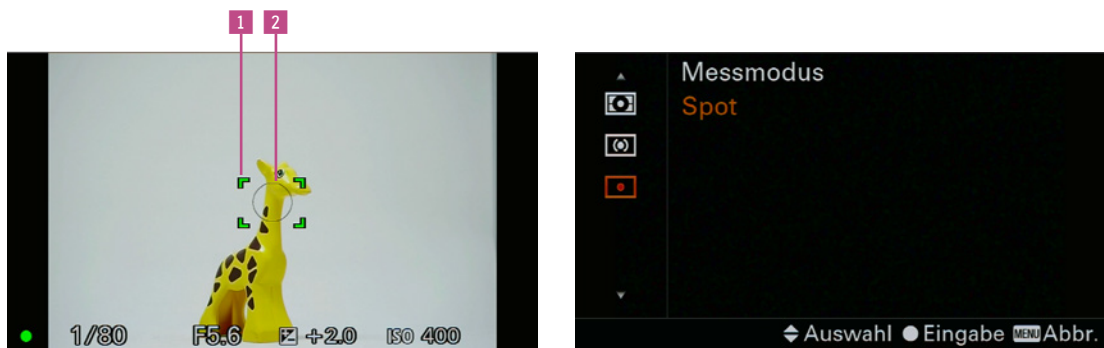 1 2
1/80 F5.6 +2.0 ISO 400
Messmodus
Spot
Auswahl Eingabe MENU Abbr.